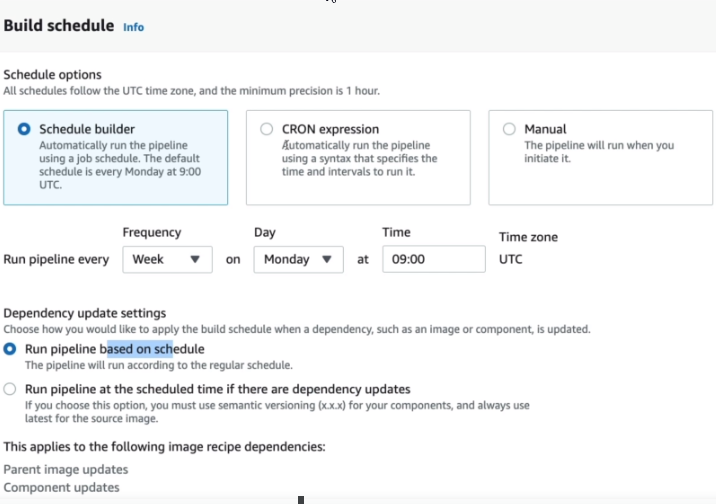 Build schedule Info
Schedule options
All schedules follow the UTC time zone, and the minimum precision is 1 hour.
Schedule builder
Automatically run the pipeline
using a job schedule. The default
schedule is every Monday at 9:00
UTC.
CRON expression
Automatically run the pipeline
using a syntax that specifies the
time and intervals to run it.
Manual
The pipeline will run when you
initiate it.
Frequency Day Time Time zone
Run pipeline every Week on Monday at 09:00 UTC
Dependency update settings
Choose how you would like to apply the build schedule when a dependency, such as an image or component, is updated.
Run pipeline based on schedule
The pipeline will run according to the regular schedule.
Run pipeline at the scheduled time if there are dependency updates
If you choose this option, you must use semantic versioning (x.x.x) for your components, and always use
latest for the source image.
This applies to the following image recipe dependencies:
Parent image updates
Component updates